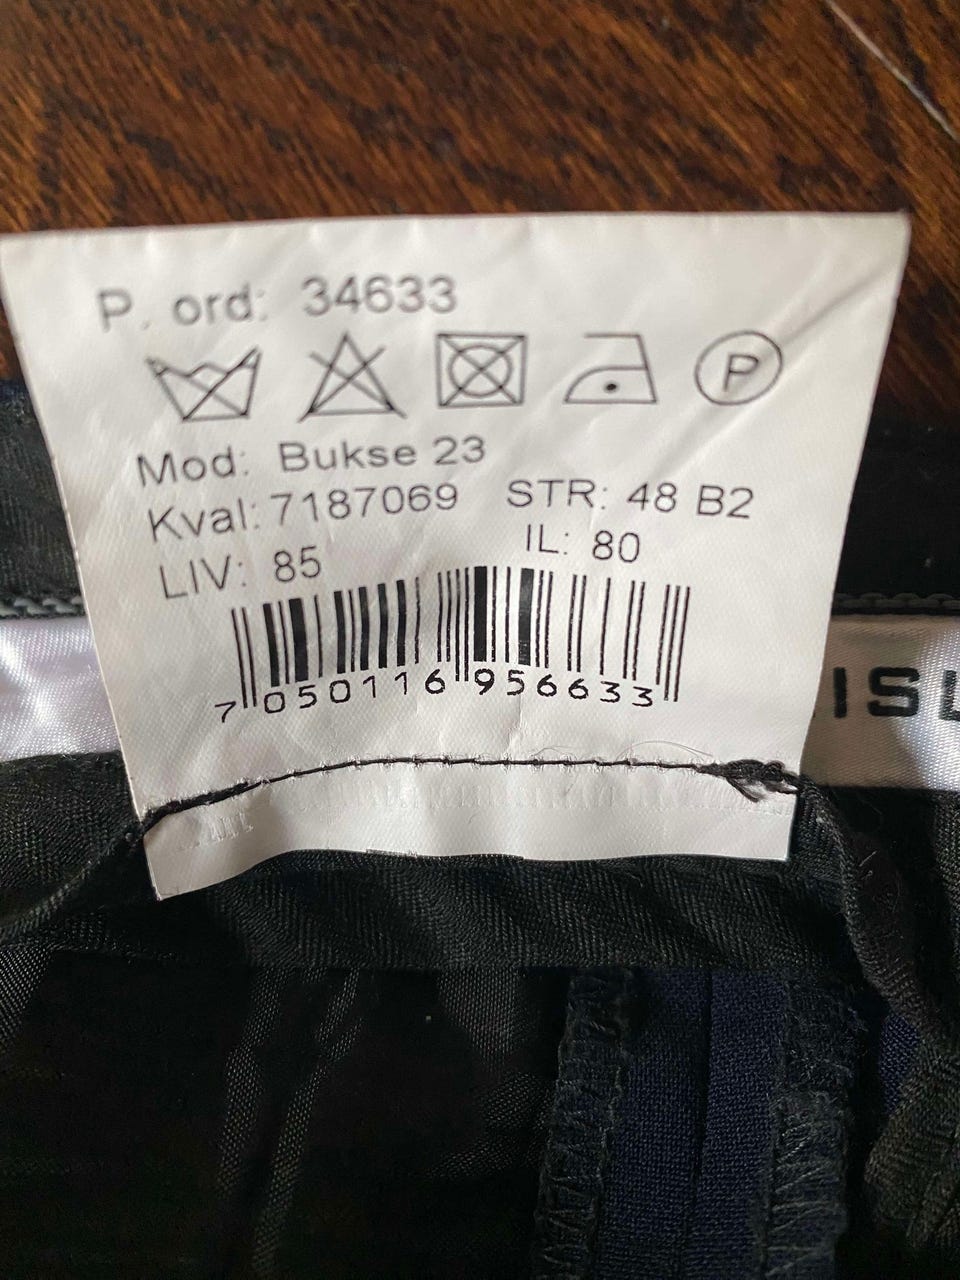 P. ord: 34633
P
Mod: Bukse 23
Kval: 7187069 STR: 48 B2
LIV: 85 IL: 80
7 050116 956633